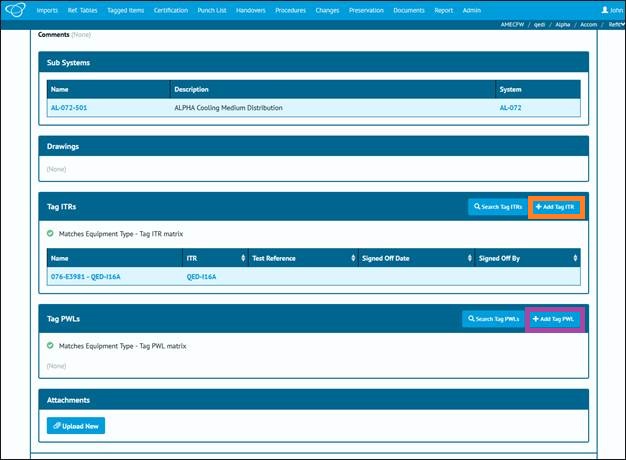 Imports Ref. Tables Tagged Items Certification Punch List Handovers Procedures Changes Preservation Documents Report Admin John
AMECFW / qedi / Alpha / Accom / Refit
Comments (None)
Sub Systems
Name Description System
AL-072-501 ALPHA Cooling Medium Distribution AL-072
Drawings
(None)
Tag ITRs Search Tag ITRs + Add Tag ITR
Matches Equipment Type - Tag ITR matrix
Name ITR Test Reference Signed Off Date Signed Off By
076-E3981 - QED-I16A QED-I16A
Tag PWLs Search Tag PWLs + Add Tag PWL
Matches Equipment Type - Tag PWL matrix
(None)
Attachments
Upload New